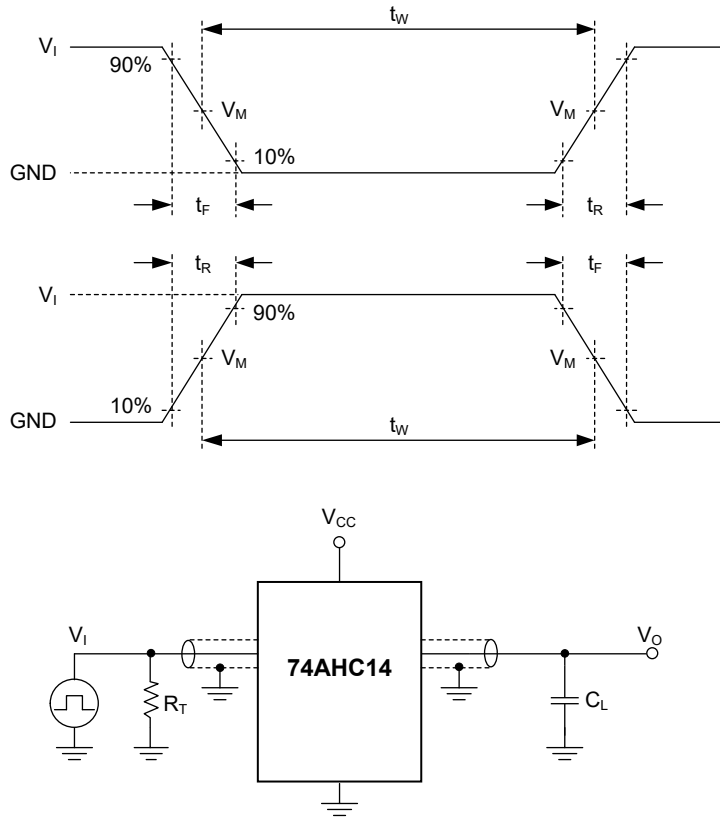 t_W
V_I
90%
V_M V_M
10%
GND
t_F t_R
t_R t_F
V_I
90%
V_M V_M
10%
GND
t_W
V_CC
V_I V_O
74AHC14
R_T C_L